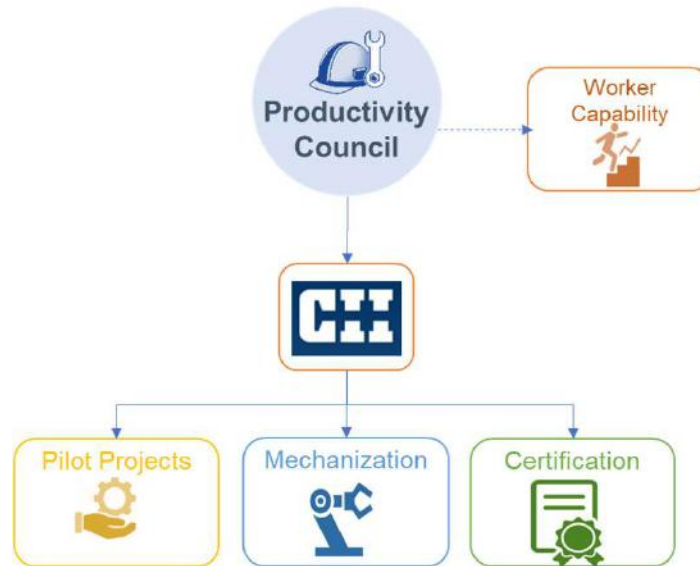 Productivity
Council
Worker
Capability
CII
Pilot Projects
Mechanization
Certification